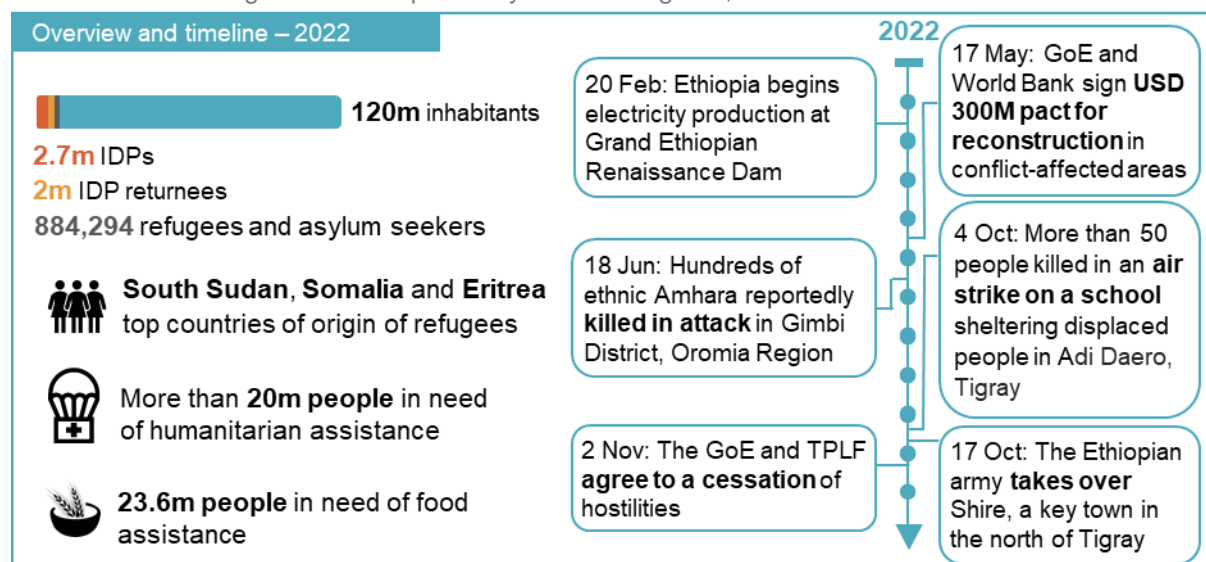 Overview and timeline – 2022
120m inhabitants
2.7m IDPs
2m IDP returnees
884,294 refugees and asylum seekers
South Sudan, Somalia and Eritrea
top countries of origin of refugees
More than 20m people in need
of humanitarian assistance
23.6m people in need of food
assistance
2022
20 Feb: Ethiopia begins
electricity production at
Grand Ethiopian
Renaissance Dam
17 May: GoE and
World Bank sign USD
300M pact for
reconstruction in
conflict-affected areas
18 Jun: Hundreds of
ethnic Amhara reportedly
killed in attack in Gimbi
District, Oromia Region
4 Oct: More than 50
people killed in an air
strike on a school
sheltering displaced
people in Adi Daero,
Tigray
2 Nov: The GoE and TPLF
agree to a cessation of
hostilities
17 Oct: The Ethiopian
army takes over
Shire, a key town in
the north of Tigray